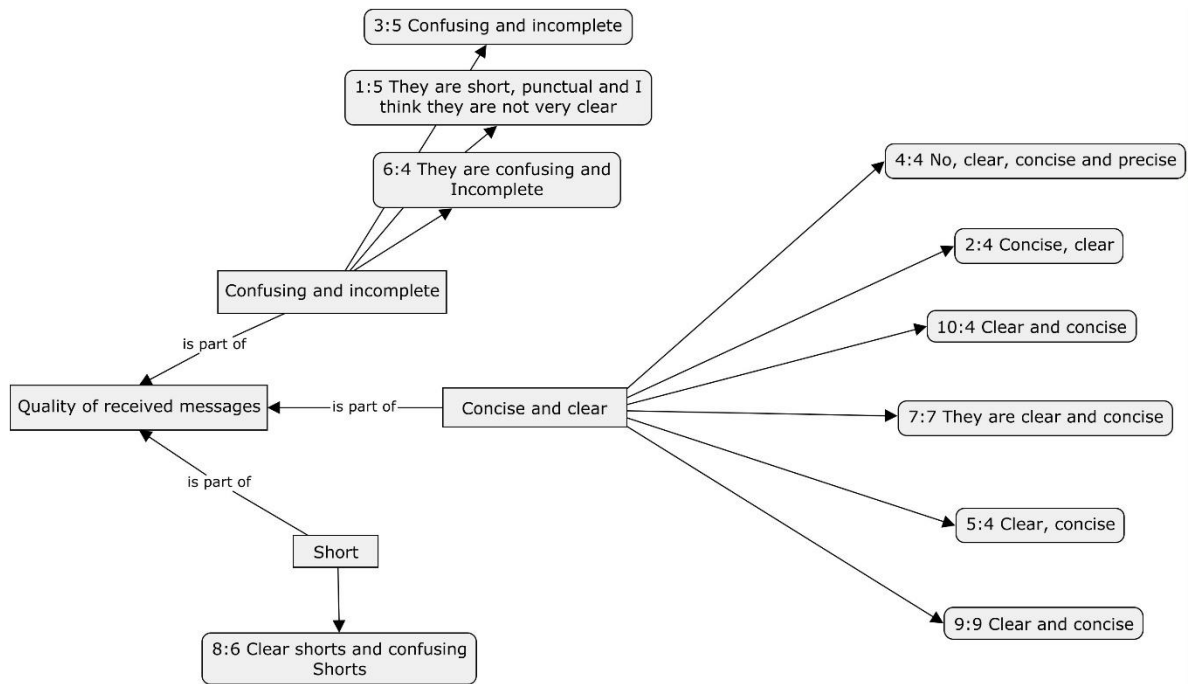 3:5 Confusing and incomplete
1:5 They are short, punctual and I
think they are not very clear
6:4 They are confusing and
Incomplete
Confusing and incomplete
is part of
Quality of received messages
is part of
Concise and clear
4:4 No, clear, concise and precise
2:4 Concise, clear
10:4 Clear and concise
7:7 They are clear and concise
5:4 Clear, concise
9:9 Clear and concise
is part of
Short
8:6 Clear shorts and confusing
Shorts